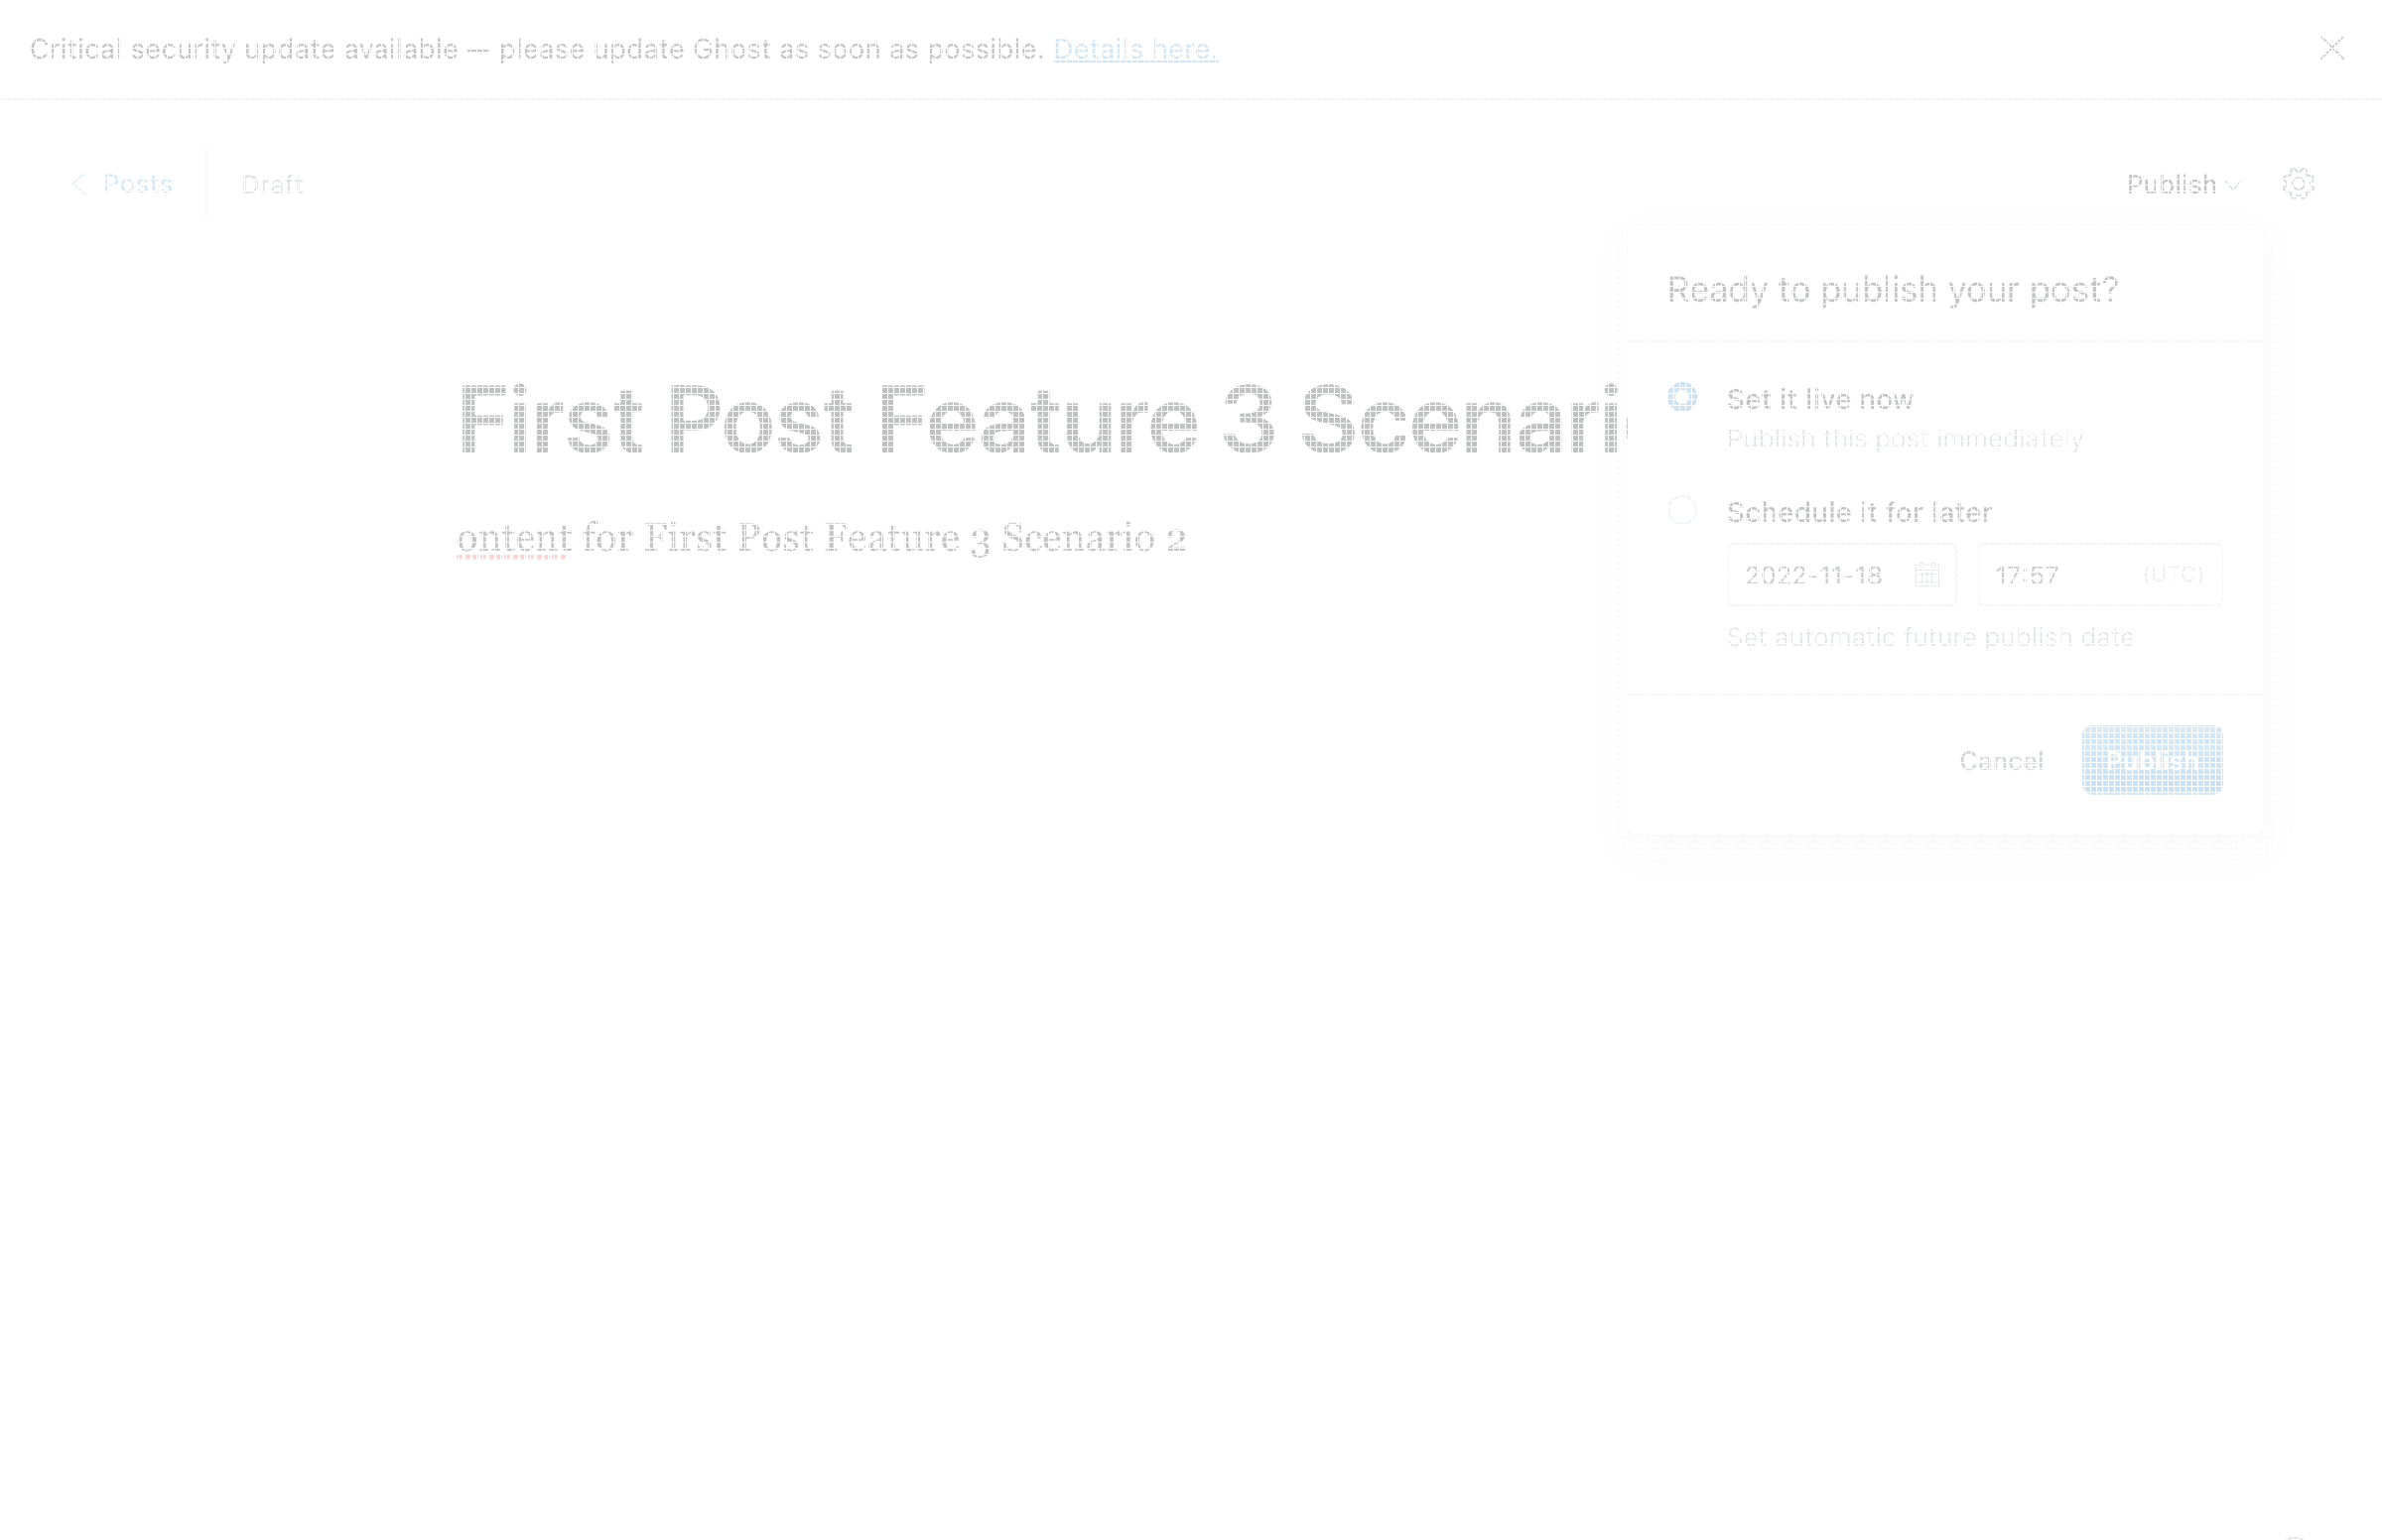 Critical security update available — please update Ghost as soon as possible. Details here.
Posts
Draft
Publish
Ready to publish your post?
First Post Feature 3 Scenari
Set it live now
Publish this post immediately
Schedule it for later
ontent for First Post Feature 3 Scenario 2
2022-11-18
17:57
(UTC)
Set automatic future publish date
Cancel
Publish